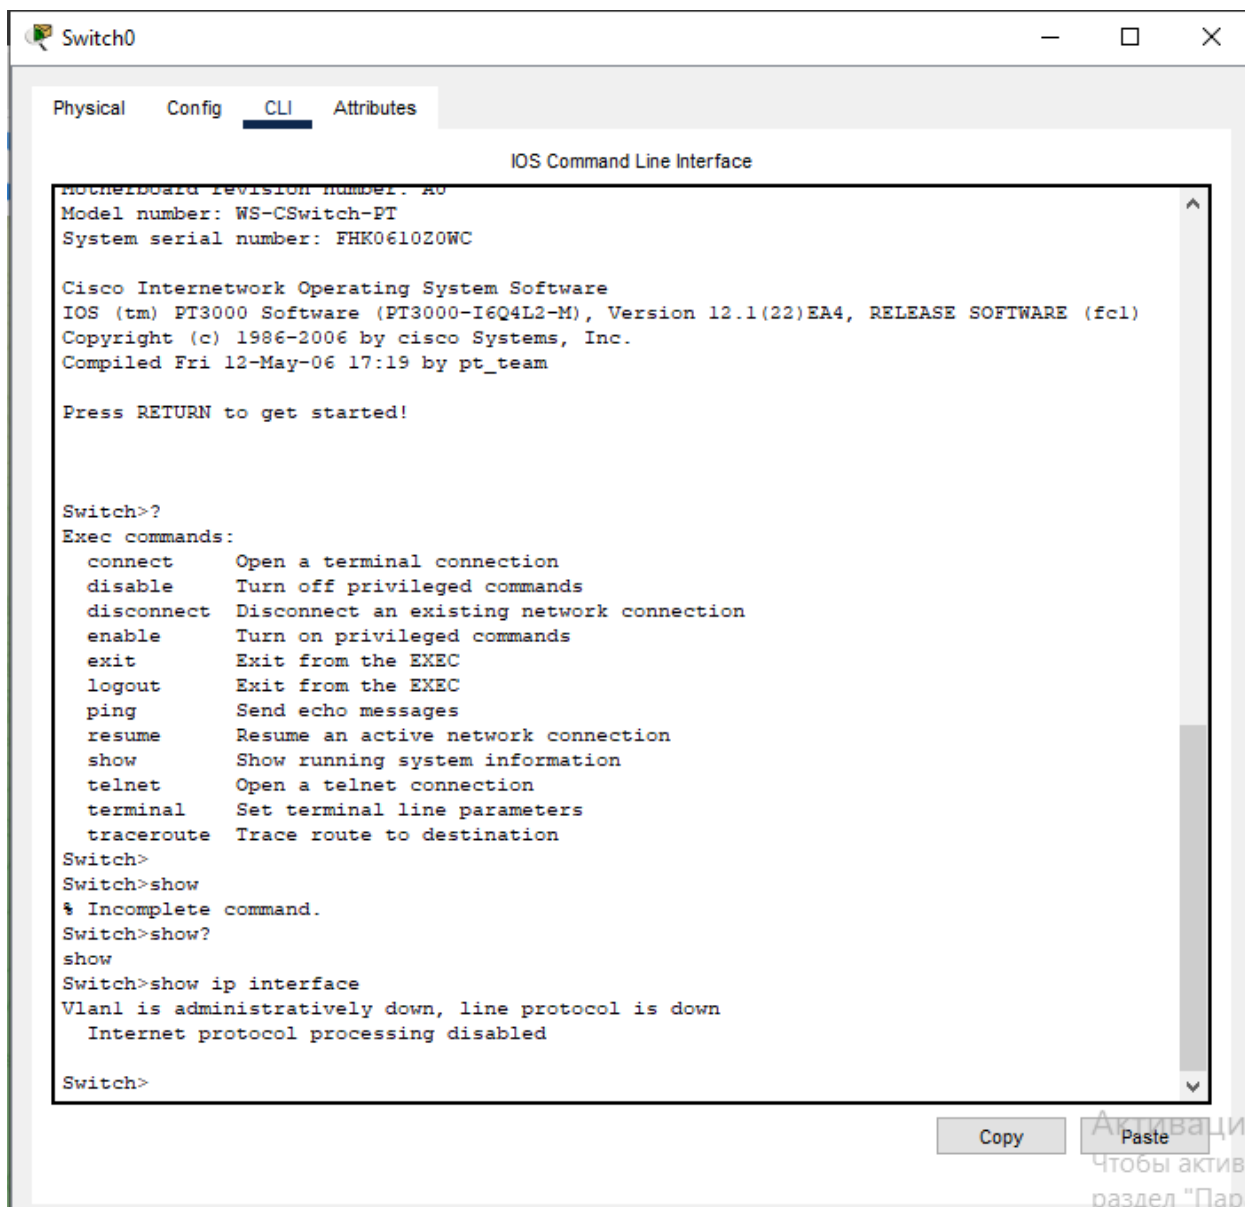 Switch0
Physical Config CLI Attributes
IOS Command Line Interface
Motherboard revision number: A0
Model number: WS-CSwitch-PT
System serial number: FHK0610Z0WC
Cisco Internetwork Operating System Software
IOS (tm) PT3000 Software (PT3000-I6Q4L2-M), Version 12.1(22)EA4, RELEASE SOFTWARE (fc1)
Copyright (c) 1986-2006 by cisco Systems, Inc.
Compiled Fri 12-May-06 17:19 by pt_team
Press RETURN to get started!
Switch>?
Exec commands:
connect Open a terminal connection
disable Turn off privileged commands
disconnect Disconnect an existing network connection
enable Turn on privileged commands
exit Exit from the EXEC
logout Exit from the EXEC
ping Send echo messages
resume Resume an active network connection
show Show running system information
telnet Open a telnet connection
terminal Set terminal line parameters
traceroute Trace route to destination
Switch>
Switch>show
% Incomplete command.
Switch>show?
show
Switch>show ip interface
Vlan1 is administratively down, line protocol is down
Internet protocol processing disabled
Switch>
Copy Paste
Чтобы актив
раздел "Пар